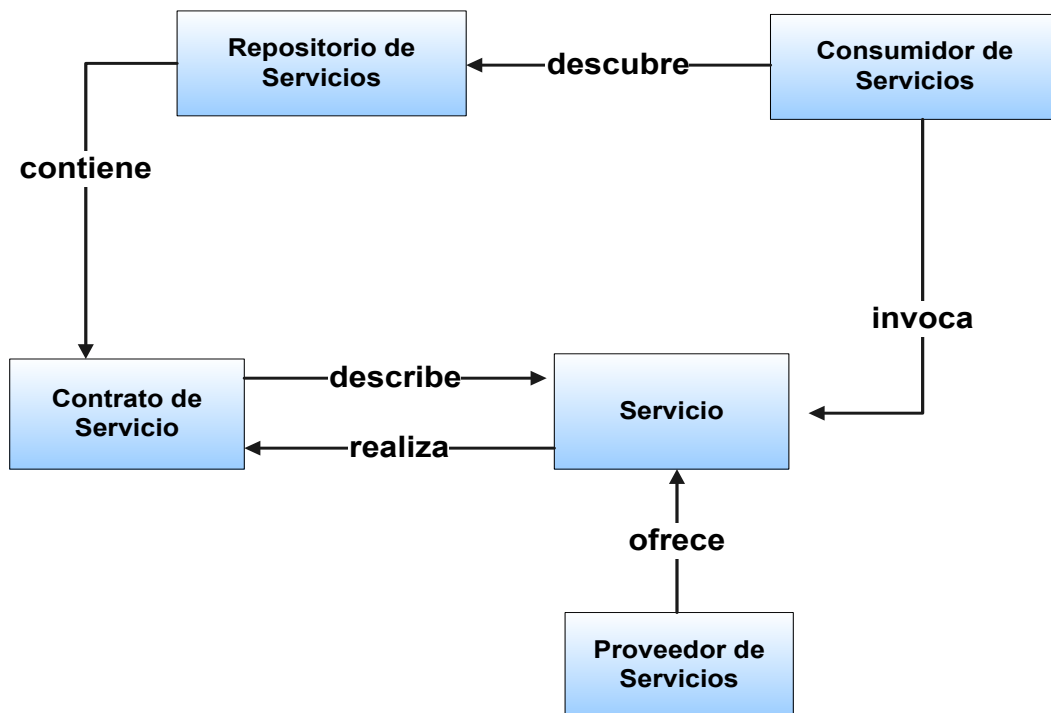 Repositorio de
Servicios
descubre
Consumidor de
Servicios
contiene
invoca
Contrato de
Servicio
describe
realiza
Servicio
ofrece
Proveedor de
Servicios